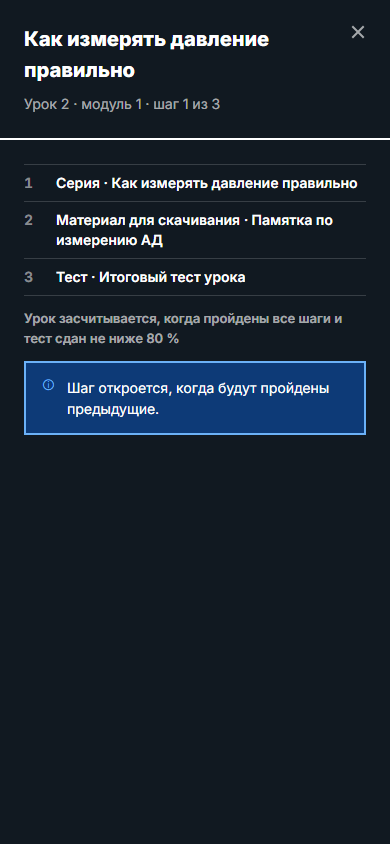 Как измерять давление
правильно
Урок 2 · модуль 1 · шаг 1 из 3
1 Серия · Как измерять давление правильно
2 Материал для скачивания · Памятка по
измерению АД
3 Тест · Итоговый тест урока
Урок засчитывается, когда пройдены все шаги и
тест сдан не ниже 80 %
Шаг откроется, когда будут пройдены
предыдущие.